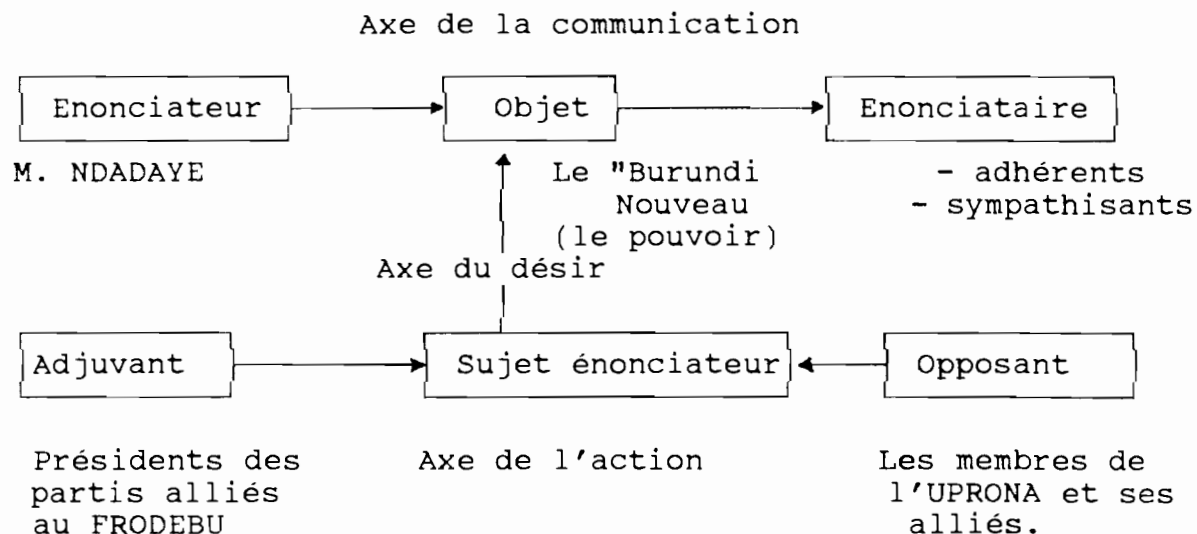 Axe de la communication
Enonciateur
Objet
Enonciataire
M. NDADAYE
Le "Burundi
Nouveau
(le pouvoir)
- adhérents
- sympathisants
Axe du désir
Adjuvant
Sujet énonciateur
Opposant
Présidents des
partis alliés
au FRODEBU
Axe de l'action
Les membres de
l'UPRONA et ses
alliés.